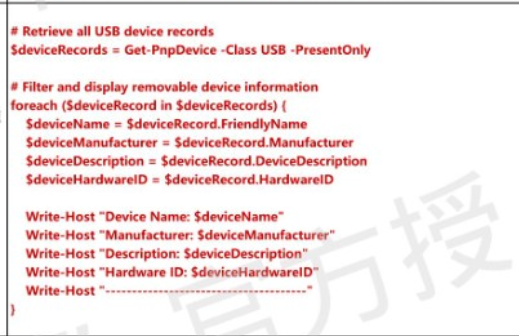 # Retrieve all USB device records
$deviceRecords = Get-PnpDevice -Class USB -PresentOnly
# Filter and display removable device information
foreach ($deviceRecord in $deviceRecords) {
$deviceName = $deviceRecord.FriendlyName
$deviceManufacturer = $deviceRecord.Manufacturer
$deviceDescription = $deviceRecord.DeviceDescription
$deviceHardwareID = $deviceRecord.HardwareID
Write-Host "Device Name: $deviceName"
Write-Host "Manufacturer: $deviceManufacturer"
Write-Host "Description: $deviceDescription"
Write-Host "Hardware ID: $deviceHardwareID"
Write-Host "-------------------------------------"
}
官方授